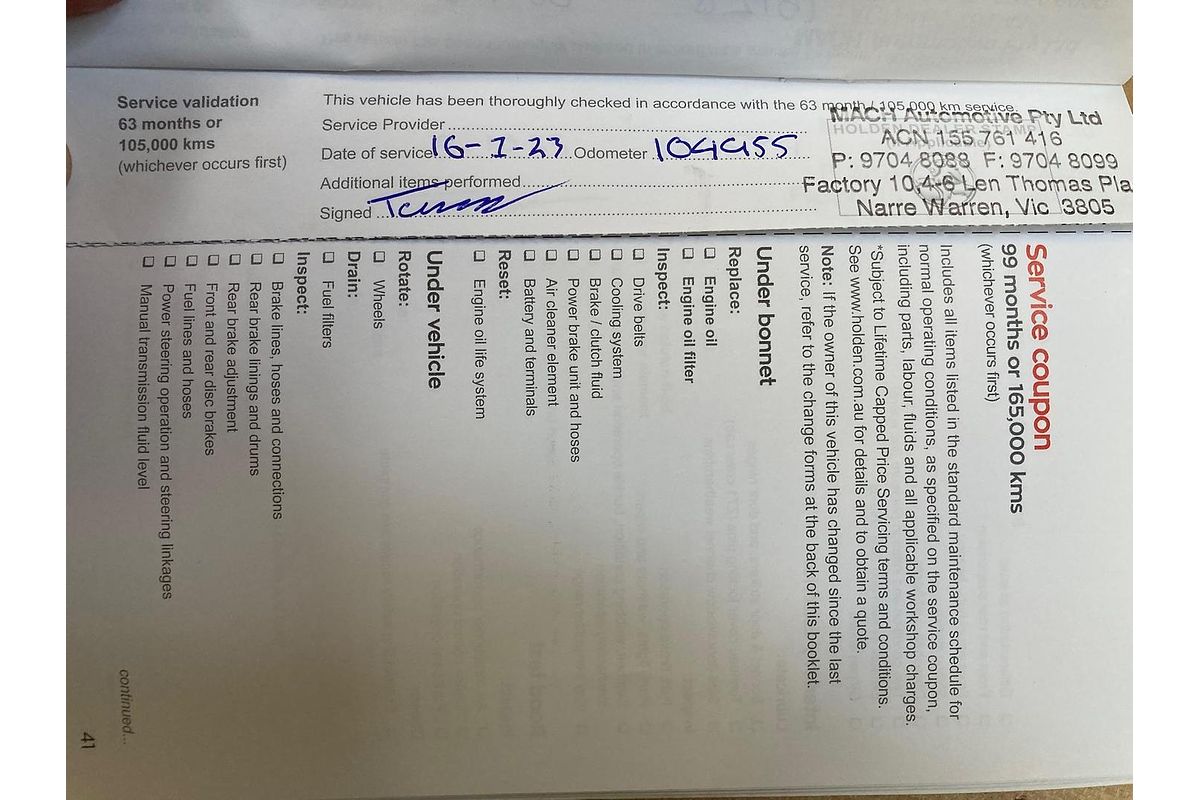 Service validation
63 months or
105,000 kms
(whichever occurs first)
This vehicle has been thoroughly checked in accordance with the 63 month / 105,000 km service.
Service Provider
Date of service 16-1-23 Odometer 104955
Additional items performed
Signed
MACH Automotive Pty Ltd
HOLDEN DEALER STAMP
ACN 155 761 416
P: 9704 8088 F: 9704 8099
Factory 10,4-6 Len Thomas Pla
Narre Warren, Vic 3805
Service coupon
99 months or 165,000 kms
(whichever occurs first)
Includes all items listed in the standard maintenance schedule for
normal operating conditions, as specified on the service coupon,
including parts, labour, fluids and all applicable workshop charges.
*Subject to Lifetime Capped Price Servicing terms and conditions.
See www.holden.com.au for details and to obtain a quote.
Note: If the owner of this vehicle has changed since the last
service, refer to the change forms at the back of this booklet.
Under bonnet
Replace:
❑ Engine oil
❑ Engine oil filter
Inspect:
❑ Drive belts
❑ Cooling system
❑ Brake / clutch fluid
❑ Power brake unit and hoses
❑ Air cleaner element
❑ Battery and terminals
Reset:
❑ Engine oil life system
Under vehicle
Rotate:
❑ Wheels
Drain:
❑ Fuel filters
Inspect:
❑ Brake lines, hoses and connections
❑ Rear brake linings and drums
❑ Rear brake adjustment
❑ Front and rear disc brakes
❑ Fuel lines and hoses
❑ Power steering operation and steering linkages
❑ Manual transmission fluid level
continued...
41